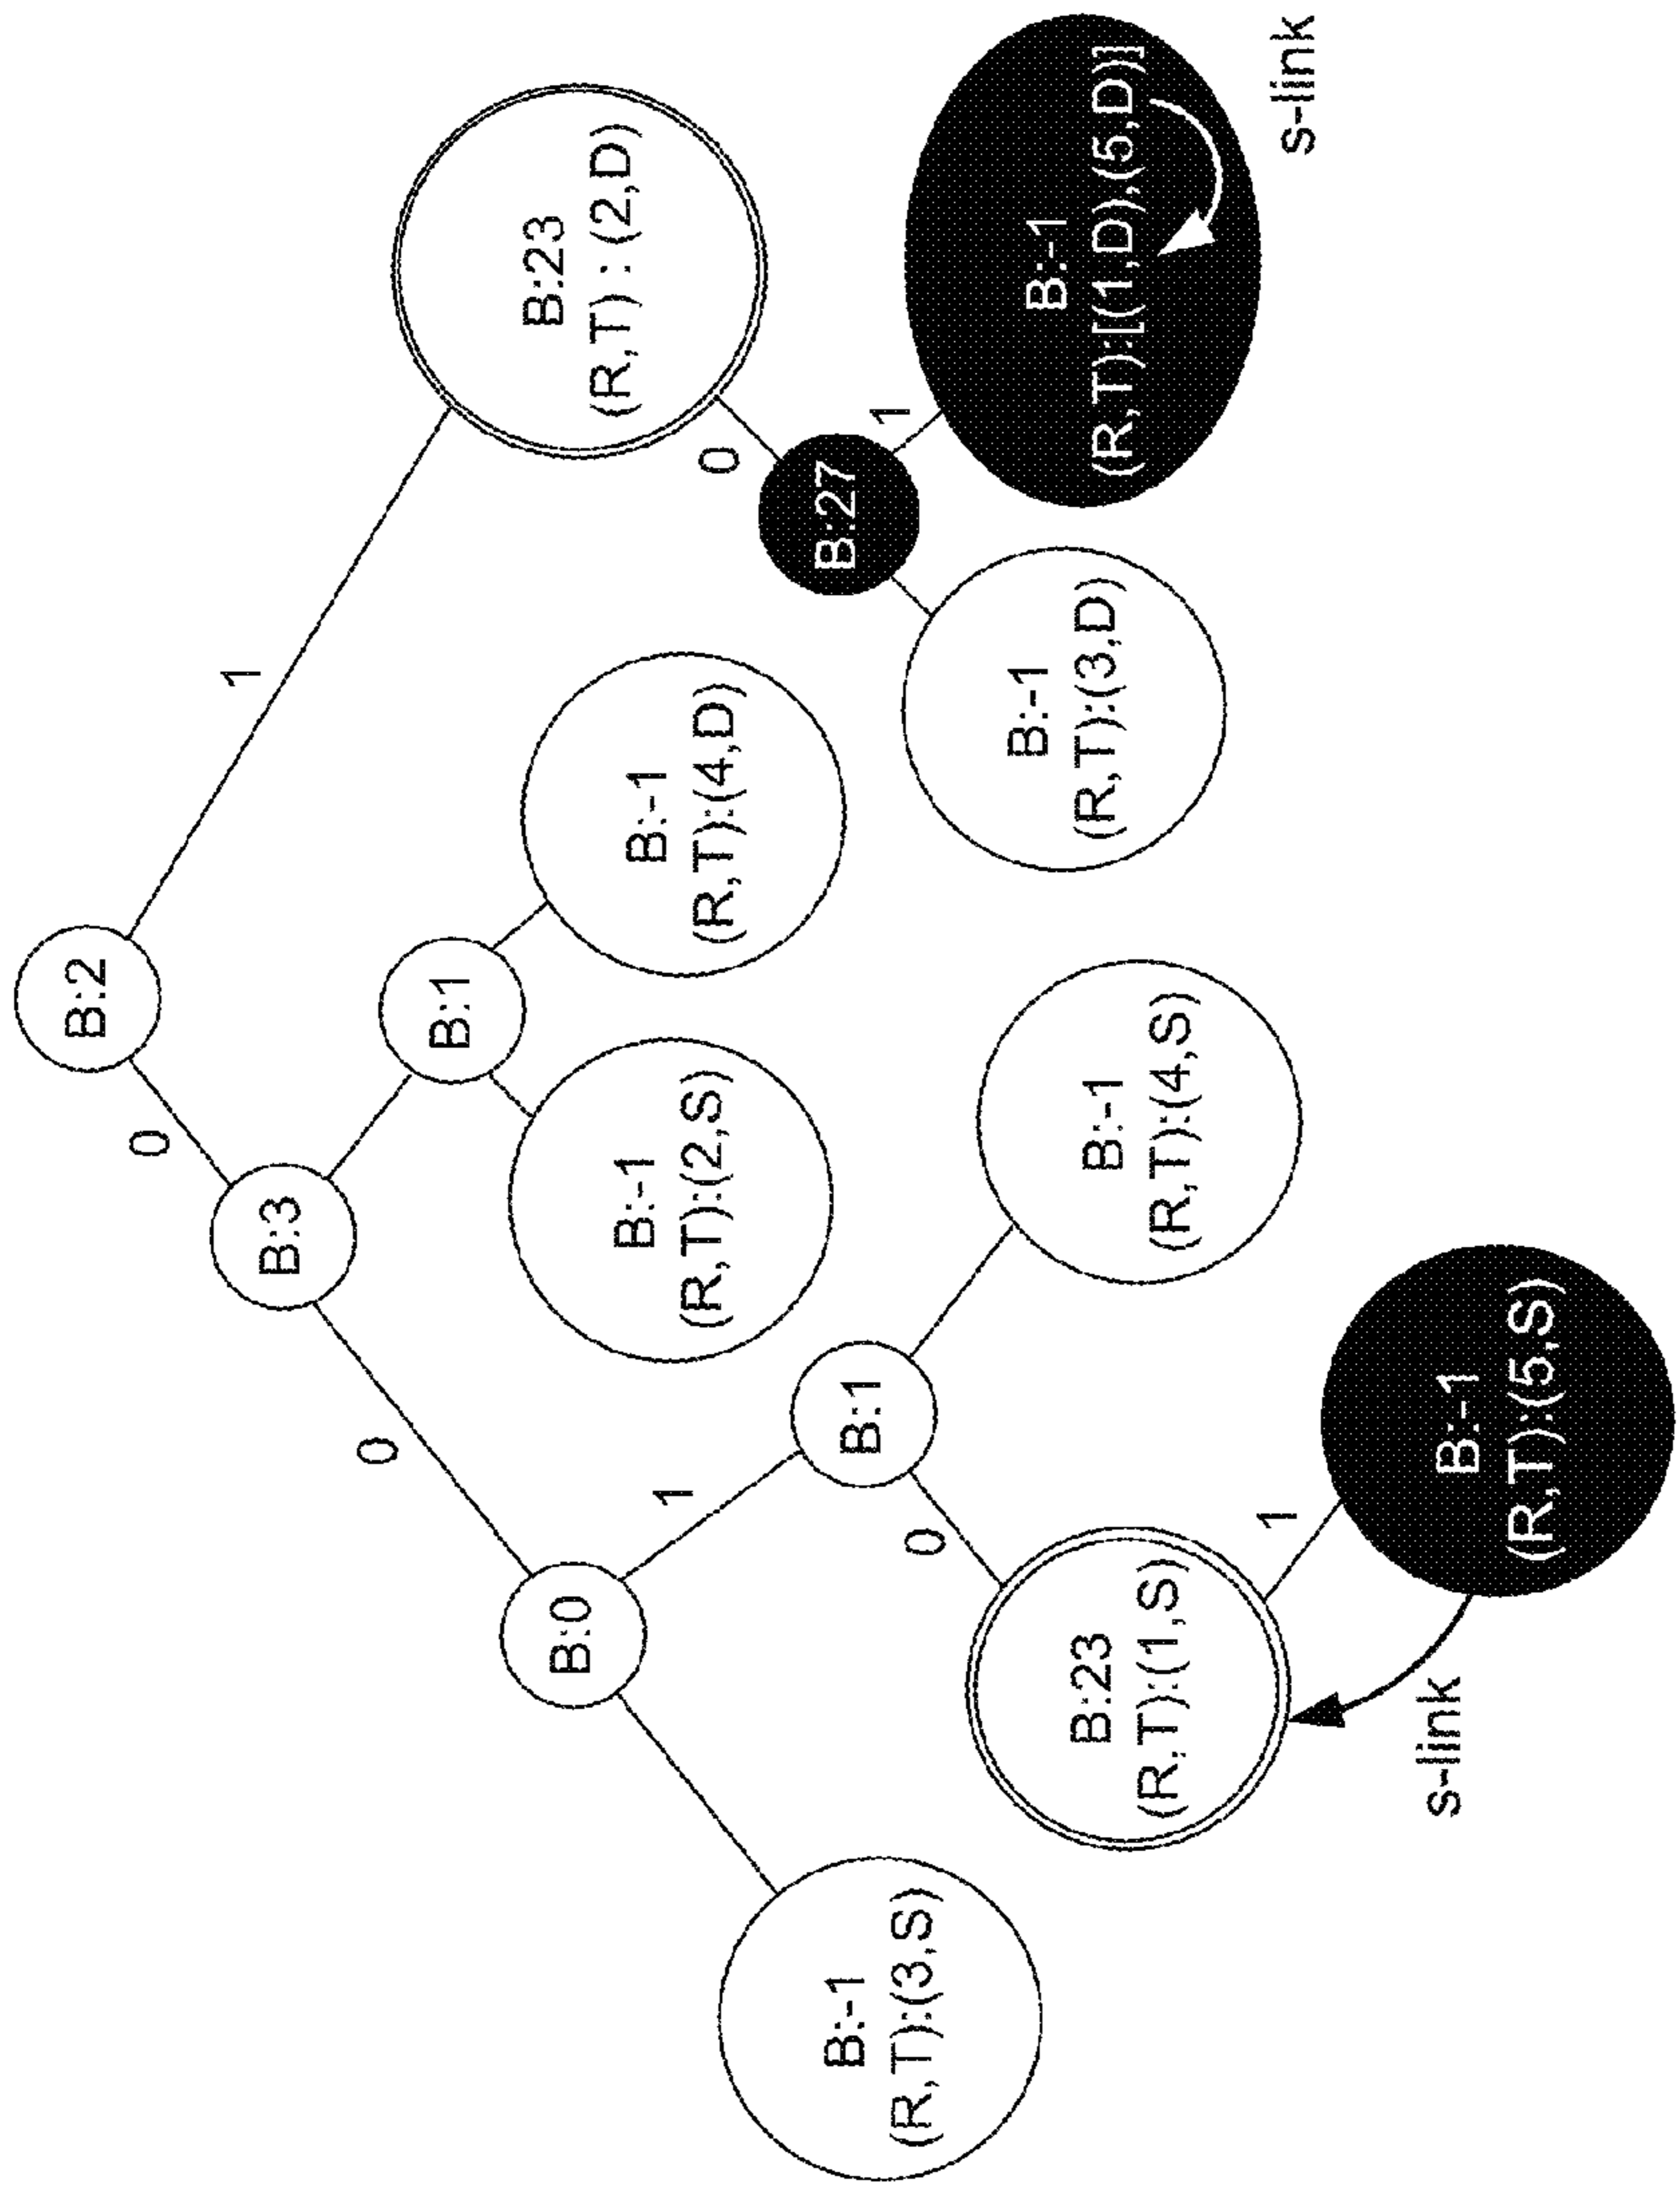 B:2
0
1
B:3
B:23
(R,T) : (2,D)
0
B:1
0
B:27
1
B:0
B:-1
(R,T):(2,S)
B:-1
(R,T):(4,D)
1
B:1
B:-1
(R,T):(3,D)
B:-1
(R,T):[(1,D),(5,D)]
s-link
B:-1
(R,T):(3,S)
0
B:23
(R,T):(1,S)
B:-1
(R,T):(4,S)
1
s-link
B:-1
(R,T):(5,S)